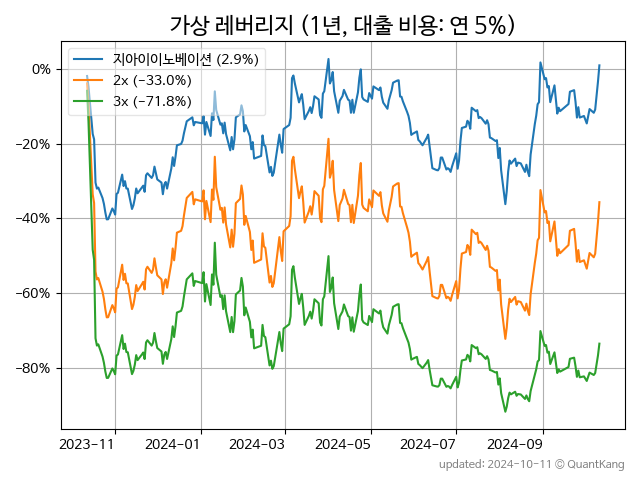 가상 레버리지 (1년, 대출 비용: 연 5%)
지아이이노베이션 (2.9%)
2x (−33.0%)
3x (−71.8%)
0%
−20%
−40%
−60%
−80%
2023-11
2024-01
2024-03
2024-05
2024-07
2024-09
updated: 2024-10-11 © QuantKang